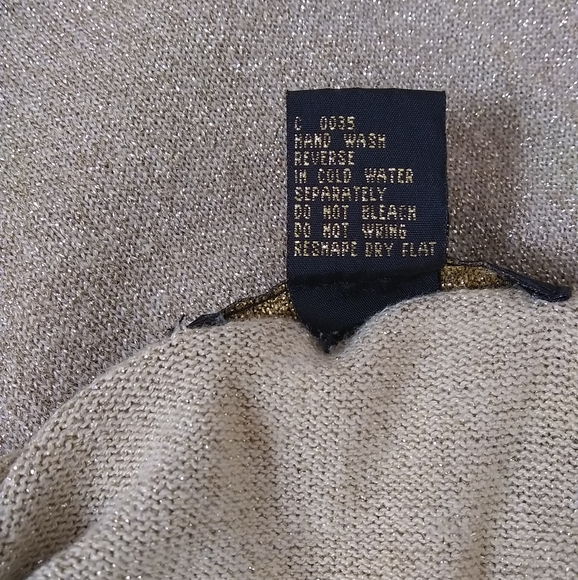 C 0035
HAND WASH
REVERSE
IN COLD WATER
SEPARATELY
DO NOT BLEACH
DO NOT WRING
RESHAPE DRY FLAT